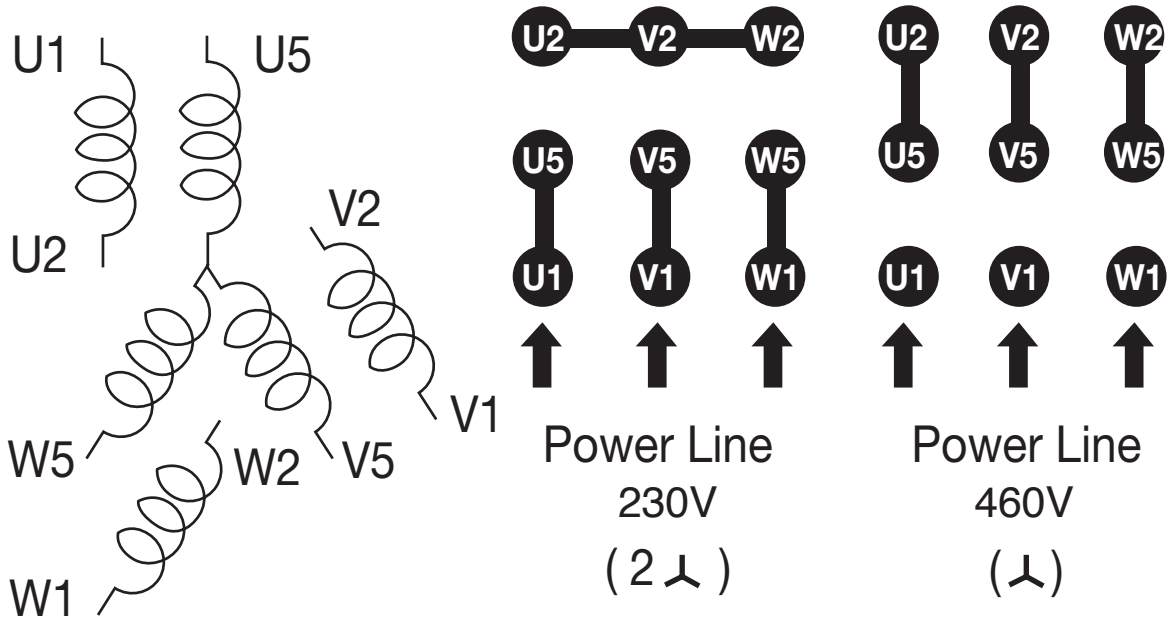 U1
U5
U2
V2
V1
W5
W2
V5
W1
U2 V2 W2
U5 V5 W5
U1 V1 W1
Power Line
230V
( 2 )
U2 V2 W2
U5 V5 W5
U1 V1 W1
Power Line
460V
( )